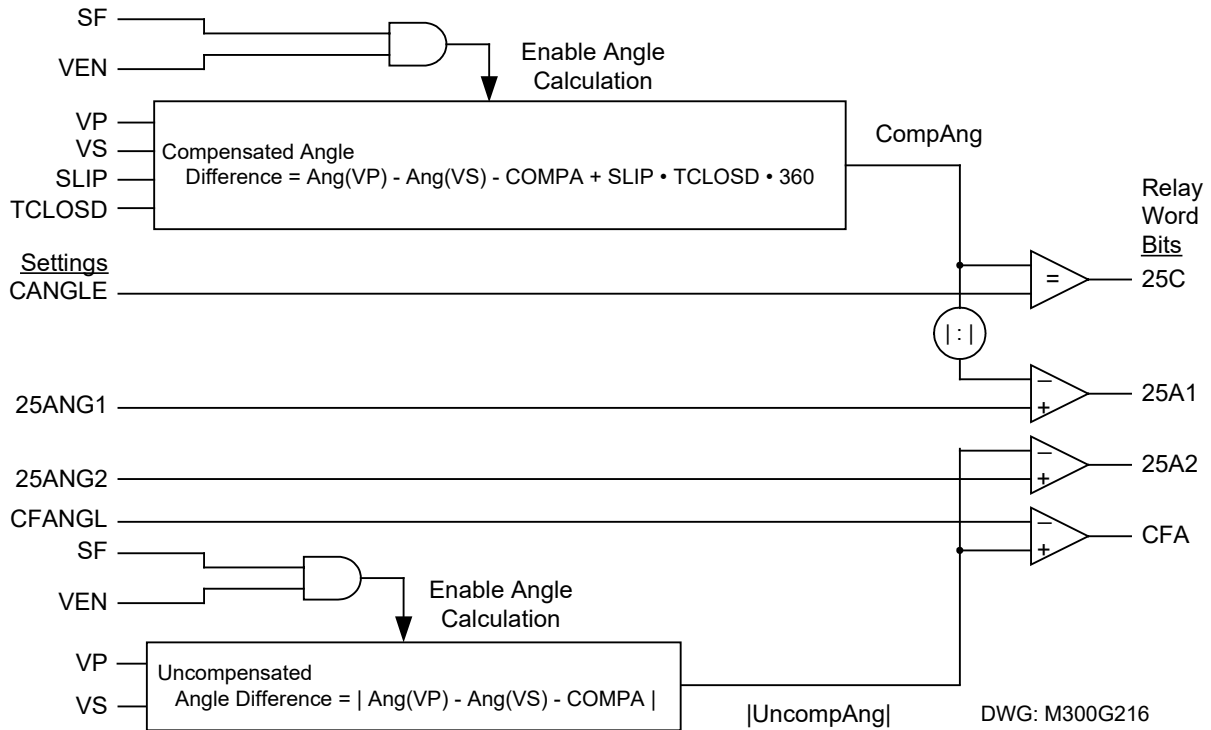 SF
VEN
Enable Angle
Calculation
VP
VS
SLIP
TCLOSD
Compensated Angle
Difference = Ang(VP) - Ang(VS) - COMPA + SLIP • TCLOSD • 360
CompAng
Relay
Word
Bits
Settings
CANGLE
=
25C
| : |
25ANG1
–
+
25A1
25ANG2
–
+
25A2
CFANGL
–
+
CFA
SF
VEN
Enable Angle
Calculation
VP
VS
Uncompensated
Angle Difference = | Ang(VP) - Ang(VS) - COMPA |
|UncompAng|
DWG: M300G216